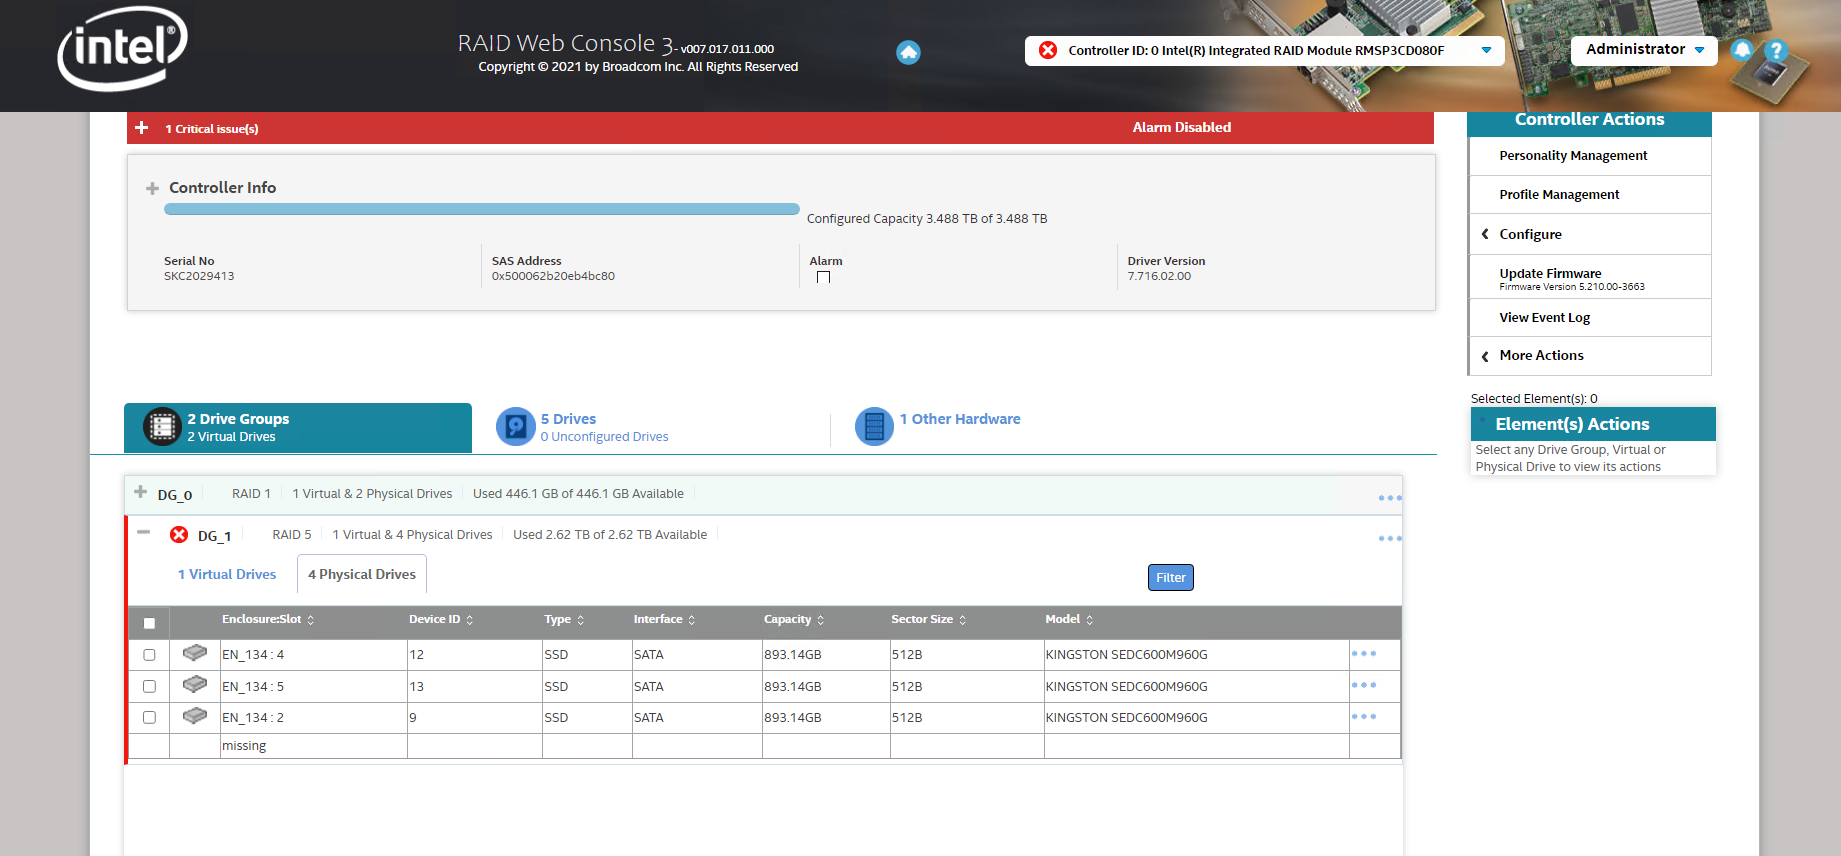 intel®
RAID Web Console 3- v007.017.011.000
Copyright © 2021 by Broadcom Inc. All Rights Reserved
Controller ID: 0 Intel(R) Integrated RAID Module RMSP3CD080F
Administrator
?
1 Critical issue(s)
Alarm Disabled
Controller Info
Configured Capacity 3.488 TB of 3.488 TB
Serial No
SKC2029413
SAS Address
0x500062b20eb4bc80
Alarm
Driver Version
7.716.02.00
Controller Actions
Personality Management
Profile Management
Configure
Update Firmware
Firmware Version 5.210.00-3663
View Event Log
More Actions
Selected Element(s): 0
Element(s) Actions
Select any Drive Group, Virtual or
Physical Drive to view its actions
2 Drive Groups
2 Virtual Drives
5 Drives
0 Unconfigured Drives
1 Other Hardware
DG_0 RAID 1 1 Virtual & 2 Physical Drives Used 446.1 GB of 446.1 GB Available
DG_1 RAID 5 1 Virtual & 4 Physical Drives Used 2.62 TB of 2.62 TB Available
1 Virtual Drives 4 Physical Drives Filter
Enclosure:Slot Device ID Type Interface Capacity Sector Size Model
EN_134 : 4 12 SSD SATA 893.14GB 512B KINGSTON SEDC600M960G
EN_134 : 5 13 SSD SATA 893.14GB 512B KINGSTON SEDC600M960G
EN_134 : 2 9 SSD SATA 893.14GB 512B KINGSTON SEDC600M960G
missing